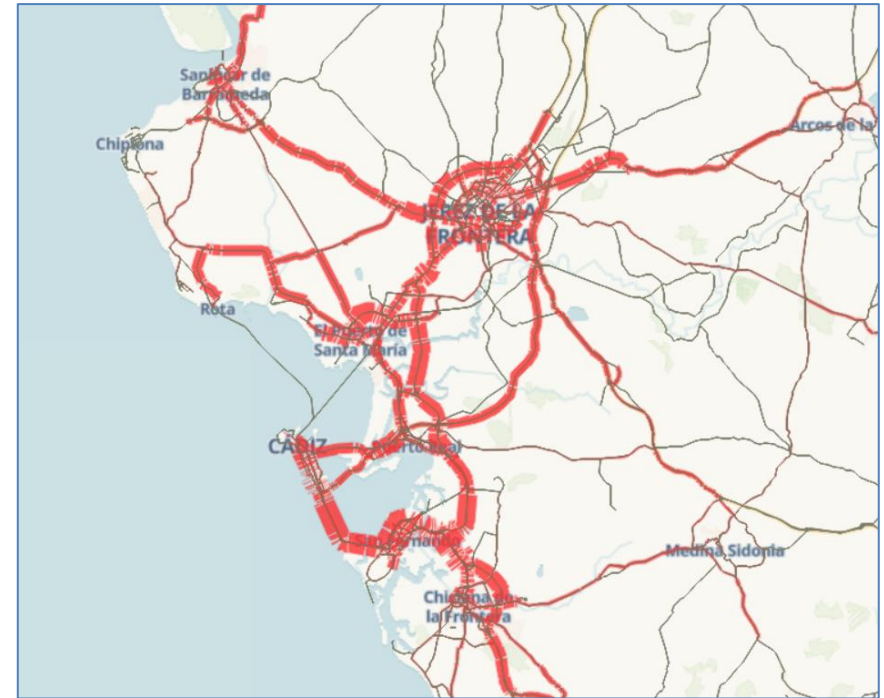 Sanlúcar de
Barrameda
Chipiona
Arcos de la
JEREZ DE LA
FRONTERA
Rota
El Puerto de
Santa María
CÁDIZ
Puerto Real
San Fernando
Medina Sidonia
Chiclana de
la Frontera